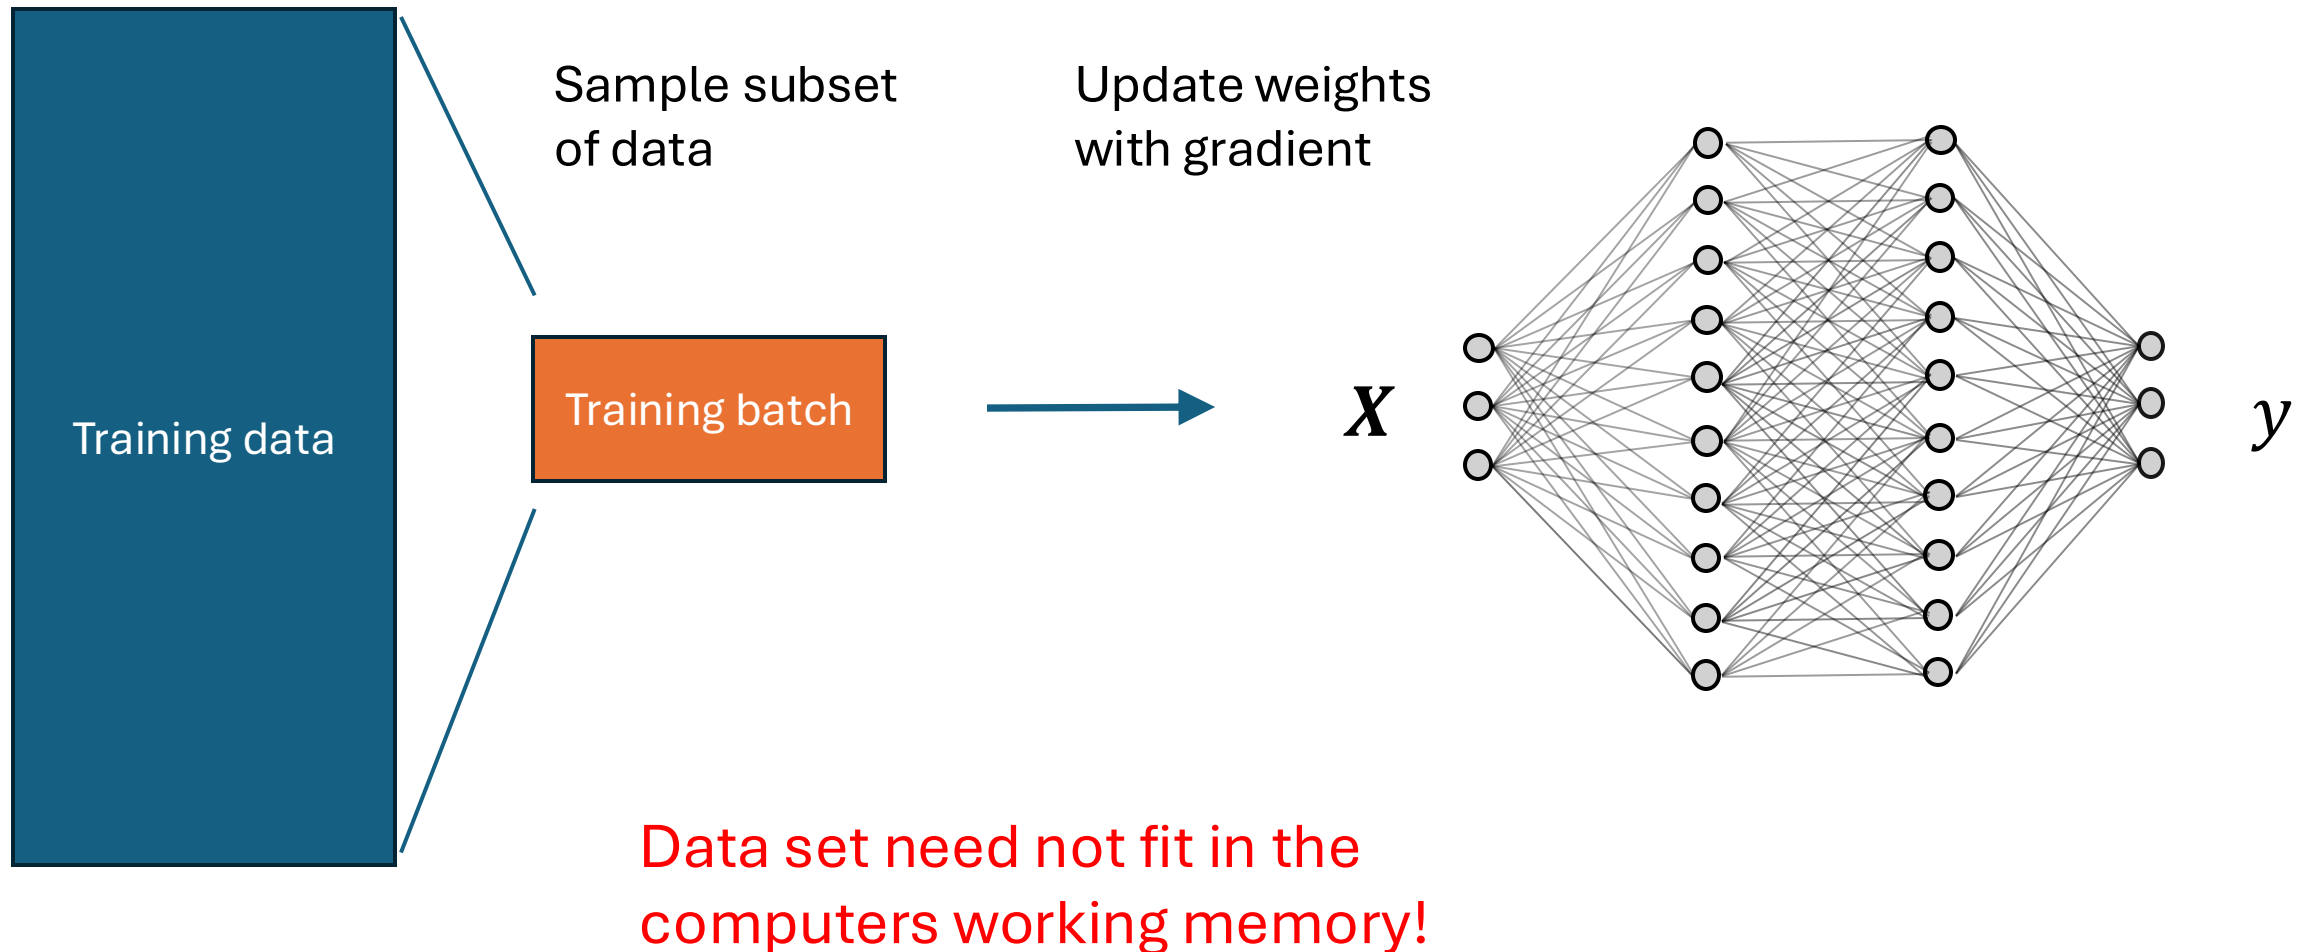 Training data
Sample subset
of data
Training batch
Update weights
with gradient
X
y
Data set need not fit in the
computers working memory!